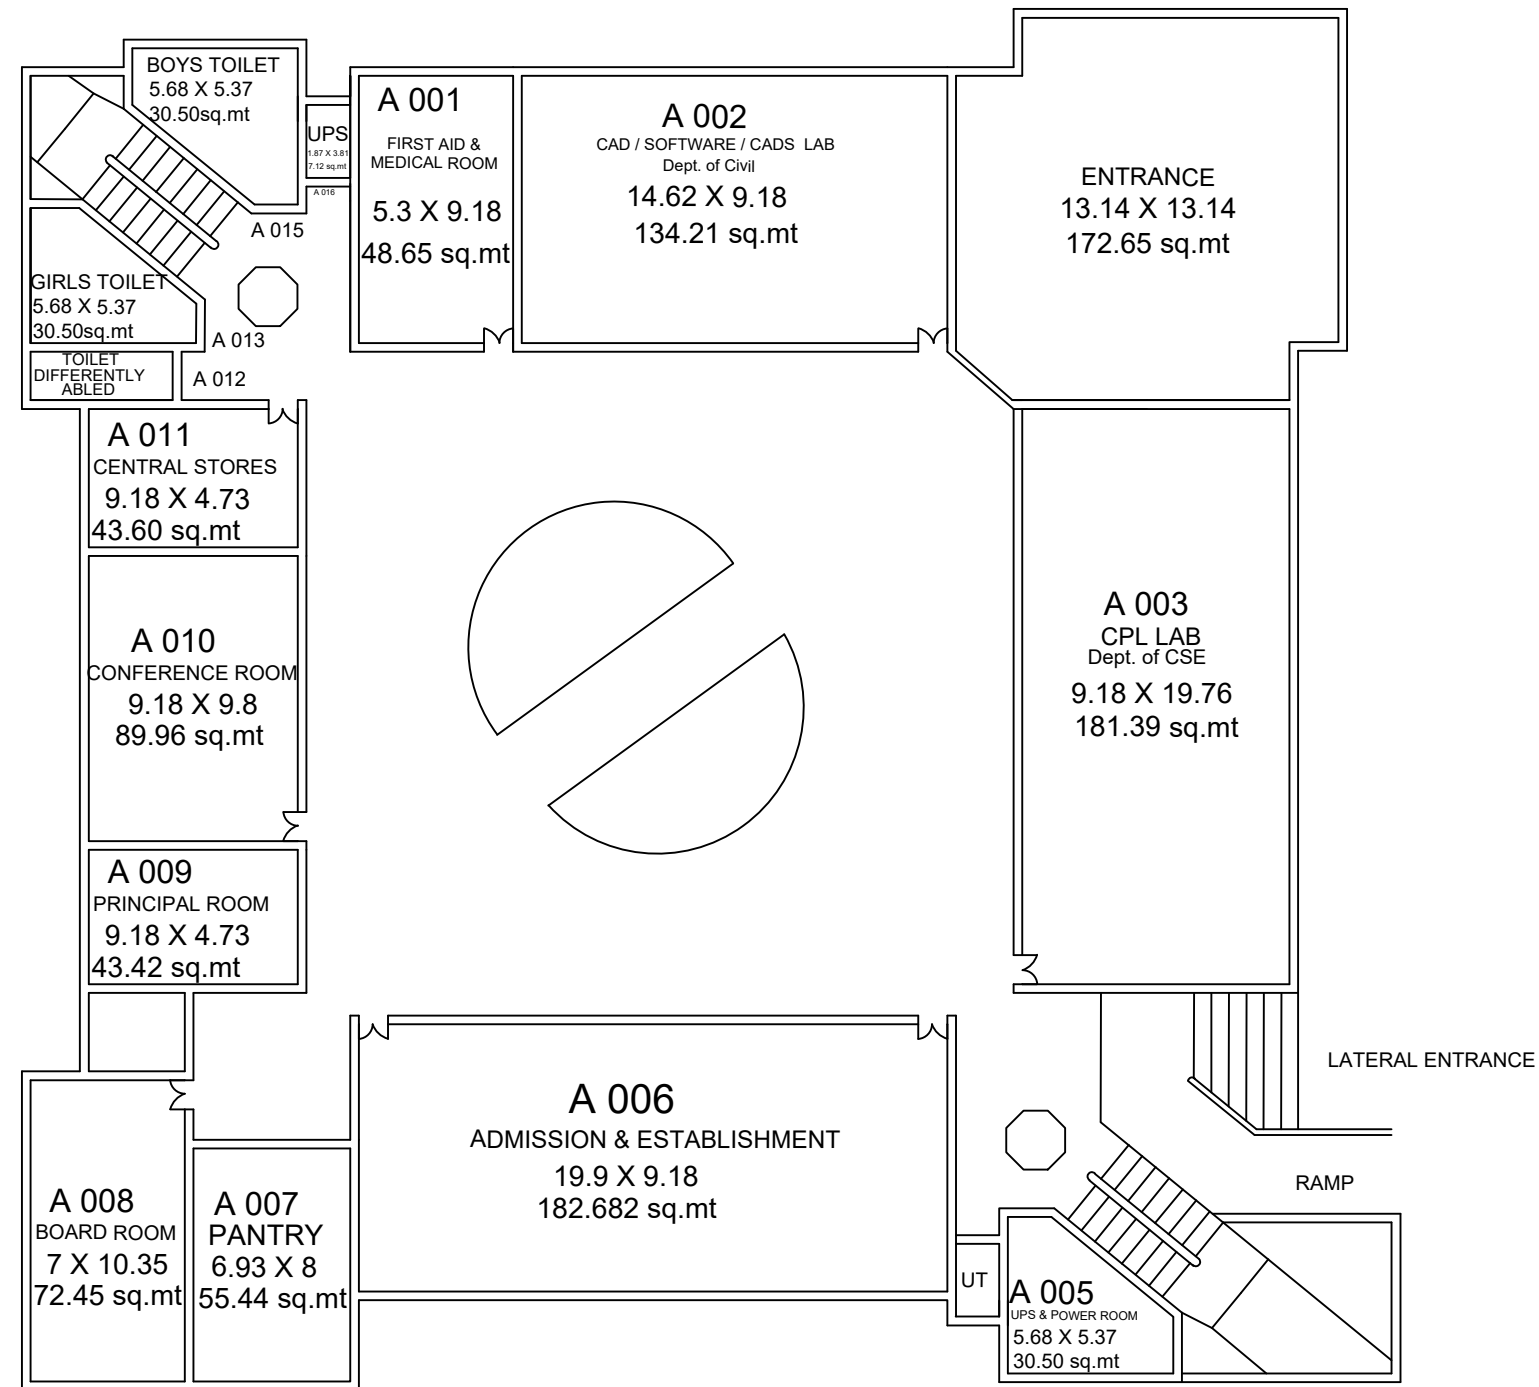 BOYS TOILET
5.68 X 5.37
30.50sq.mt
UPS
1.87 X 3.81
7.12 sq.mt
A 016
A 015
A 001
FIRST AID &
MEDICAL ROOM
5.3 X 9.18
48.65 sq.mt
A 002
CAD / SOFTWARE / CADS LAB
Dept. of Civil
14.62 X 9.18
134.21 sq.mt
ENTRANCE
13.14 X 13.14
172.65 sq.mt
GIRLS TOILET
5.68 X 5.37
30.50sq.mt
A 013
TOILET
DIFFERENTLY
ABLED
A 012
A 011
CENTRAL STORES
9.18 X 4.73
43.60 sq.mt
A 010
CONFERENCE ROOM
9.18 X 9.8
89.96 sq.mt
A 003
CPL LAB
Dept. of CSE
9.18 X 19.76
181.39 sq.mt
A 009
PRINCIPAL ROOM
9.18 X 4.73
43.42 sq.mt
LATERAL ENTRANCE
A 006
ADMISSION & ESTABLISHMENT
19.9 X 9.18
182.682 sq.mt
RAMP
A 008
BOARD ROOM
7 X 10.35
72.45 sq.mt
A 007
PANTRY
6.93 X 8
55.44 sq.mt
UT
A 005
UPS & POWER ROOM
5.68 X 5.37
30.50 sq.mt